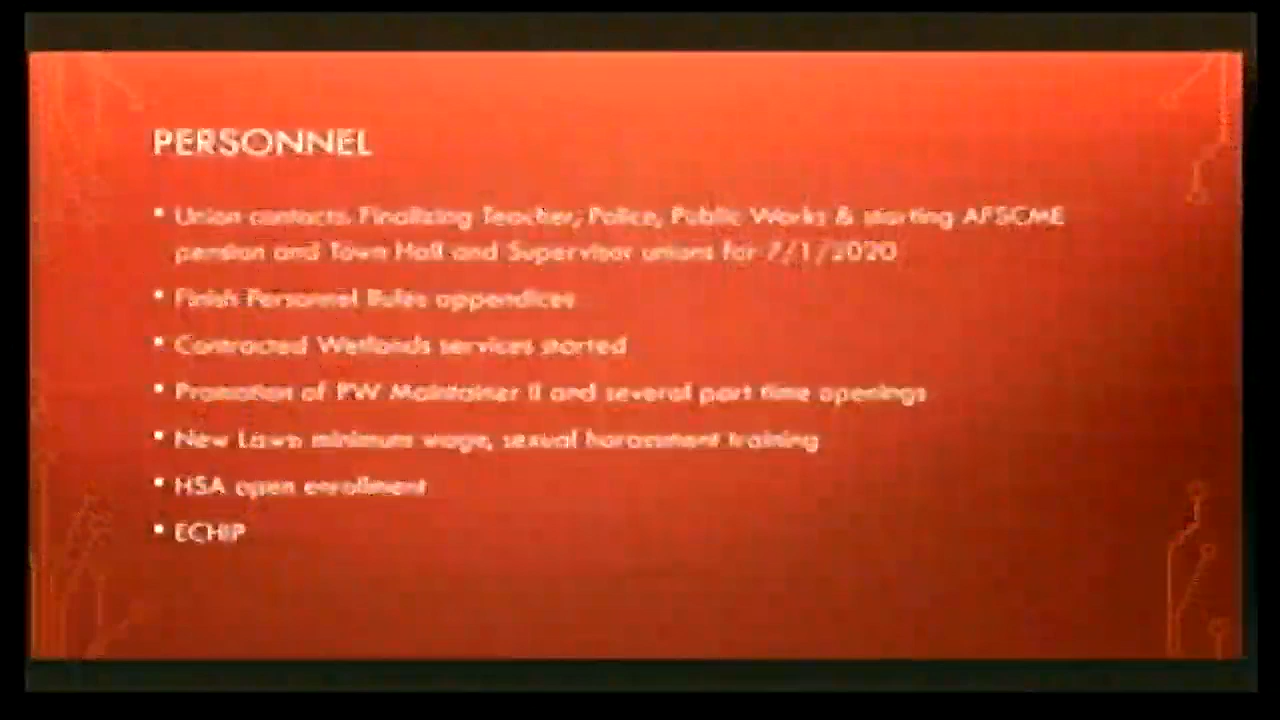 PERSONNEL
▪ Union contacts Finalizing Teacher, Police, Public Works & starting AFSCME
pension and Town Hall and Supervisor unions for 7/1/2020
▪ Finish Personnel Rules appendices
▪ Contracted Wetlands services started
▪ Promotion of PW Maintainer II and several part time openings
▪ New Laws minimum wage, sexual harassment training
▪ HSA open enrollment
▪ ECHIP